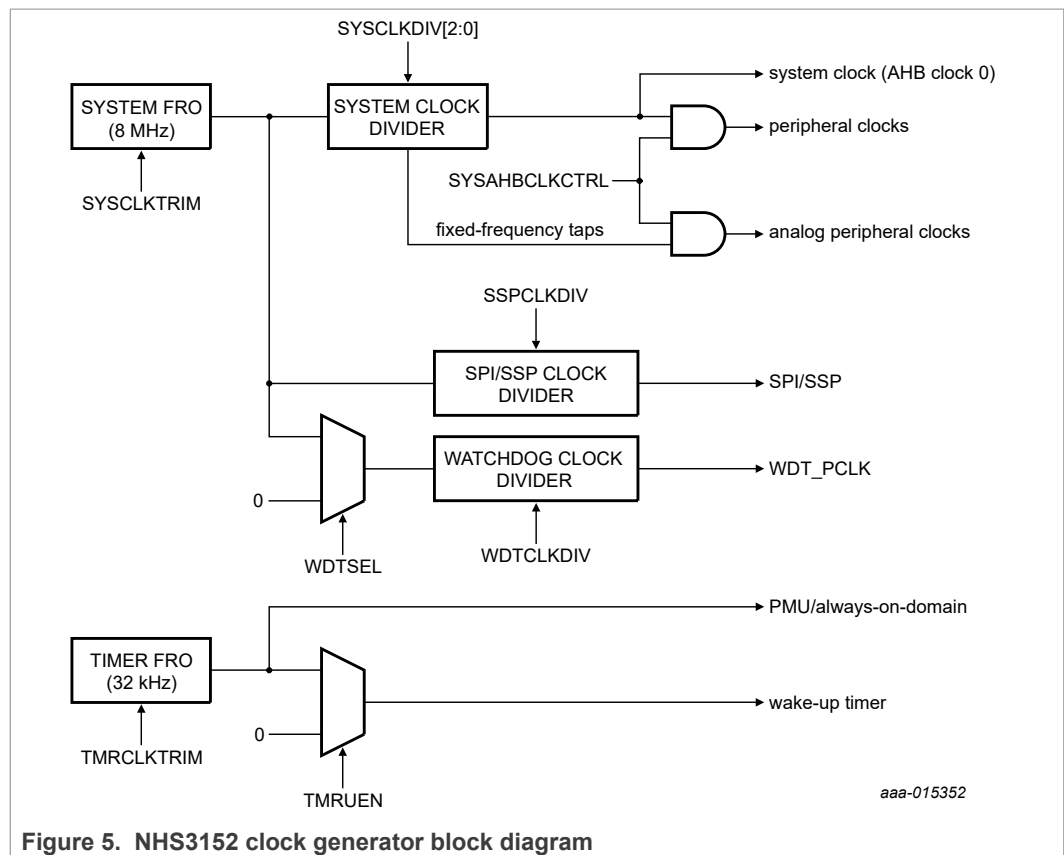 SYSCLKDIV[2:0]
SYSTEM FRO
(8 MHz)
SYSTEM CLOCK
DIVIDER
system clock (AHB clock 0)
peripheral clocks
SYSCLKTRIM
SYSAHBCLKCTRL
fixed-frequency taps
analog peripheral clocks
SSPCLKDIV
SPI/SSP CLOCK
DIVIDER
SPI/SSP
WATCHDOG CLOCK
DIVIDER
WDT_PCLK
0
WDTSEL
WDTCLKDIV
PMU/always-on-domain
TIMER FRO
(32 kHz)
wake-up timer
0
TMRCLKTRIM
TMRUEN
aaa-015352
Figure 5. NHS3152 clock generator block diagram